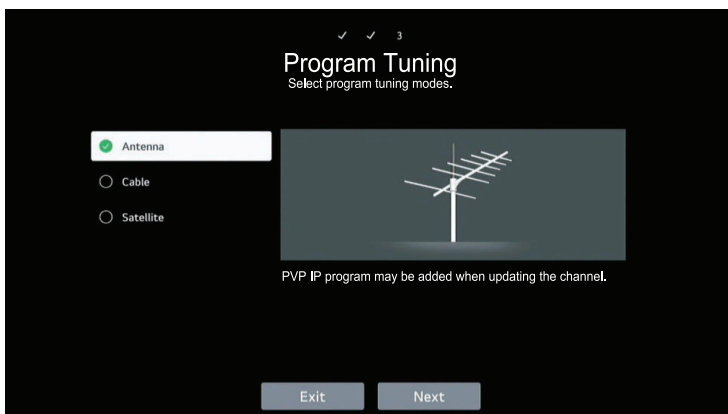 3
Program Tuning
Select program tuning modes.
Antenna
Cable
Satellite
PVP IP program may be added when updating the channel.
Exit
Next